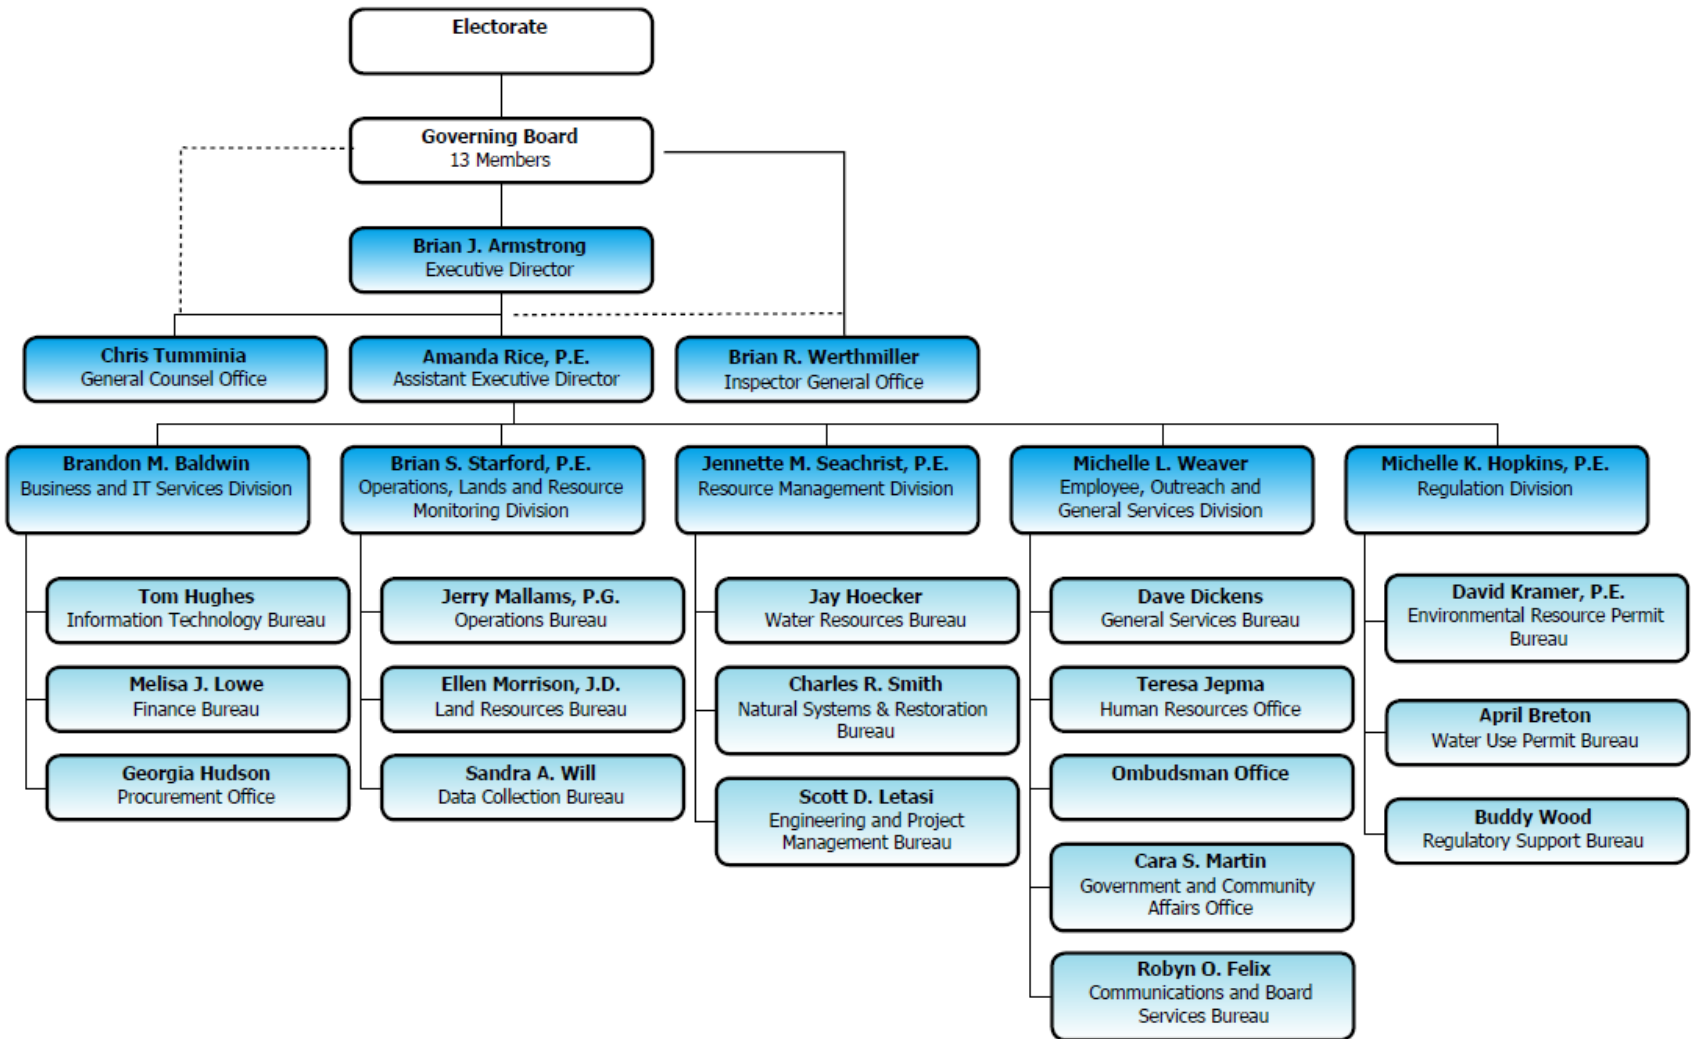 Electorate
Governing Board
13 Members
Brian J. Armstrong
Executive Director
Chris Tumminia
General Counsel Office
Amanda Rice, P.E.
Assistant Executive Director
Brian R. Werthmiller
Inspector General Office
Brandon M. Baldwin
Business and IT Services Division
Brian S. Starford, P.E.
Operations, Lands and Resource
Monitoring Division
Jennette M. Seachrist, P.E.
Resource Management Division
Michelle L. Weaver
Employee, Outreach and
General Services Division
Michelle K. Hopkins, P.E.
Regulation Division
Tom Hughes
Information Technology Bureau
Melisa J. Lowe
Finance Bureau
Georgia Hudson
Procurement Office
Jerry Mallams, P.G.
Operations Bureau
Ellen Morrison, J.D.
Land Resources Bureau
Sandra A. Will
Data Collection Bureau
Jay Hoecker
Water Resources Bureau
Charles R. Smith
Natural Systems & Restoration
Bureau
Scott D. Letasi
Engineering and Project
Management Bureau
Dave Dickens
General Services Bureau
Teresa Jepma
Human Resources Office
Ombudsman Office
Cara S. Martin
Government and Community
Affairs Office
Robyn O. Felix
Communications and Board
Services Bureau
David Kramer, P.E.
Environmental Resource Permit
Bureau
April Breton
Water Use Permit Bureau
Buddy Wood
Regulatory Support Bureau